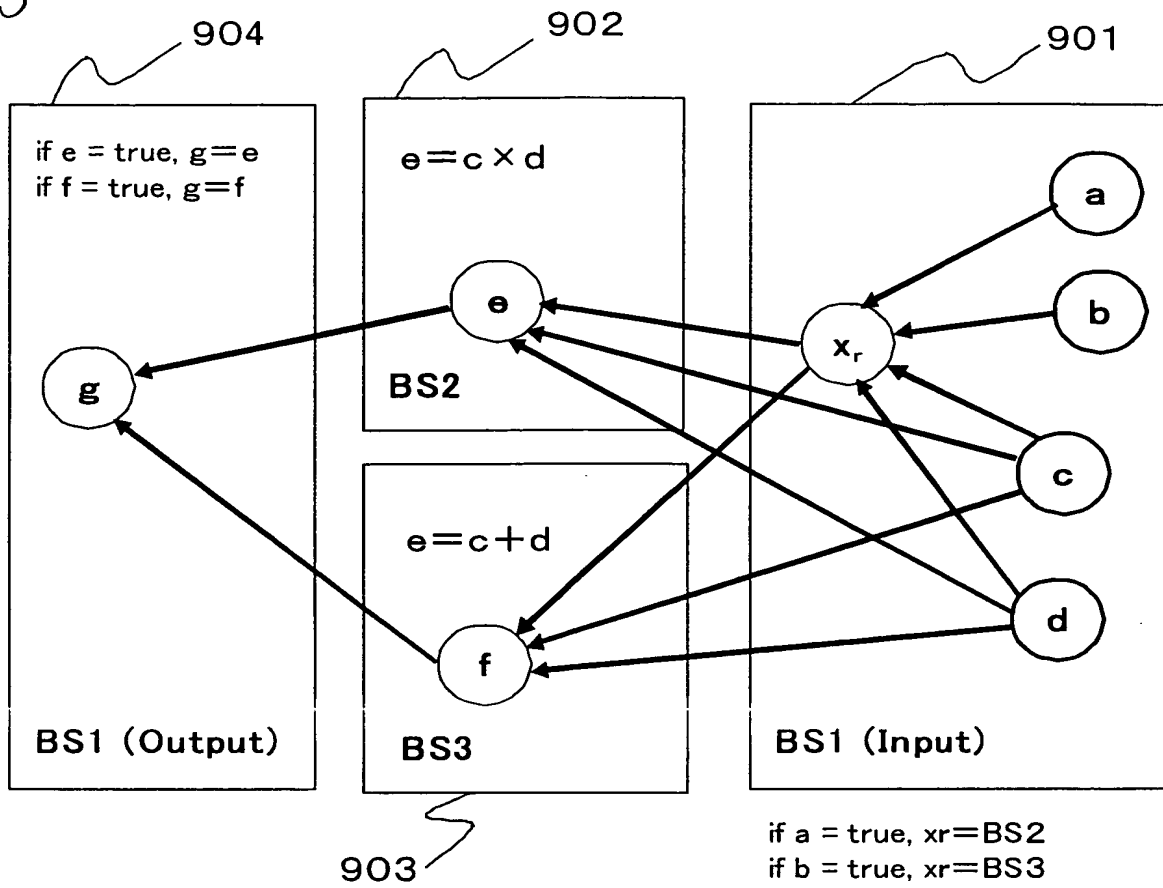 904
902
901
if e = true, g=e
if f = true, g=f
e=c×d
a
b
e
xr
g
BS2
c
e=c+d
d
f
BS1 (Output)
BS3
BS1 (Input)
903
if a = true, xr=BS2
if b = true, xr=BS3